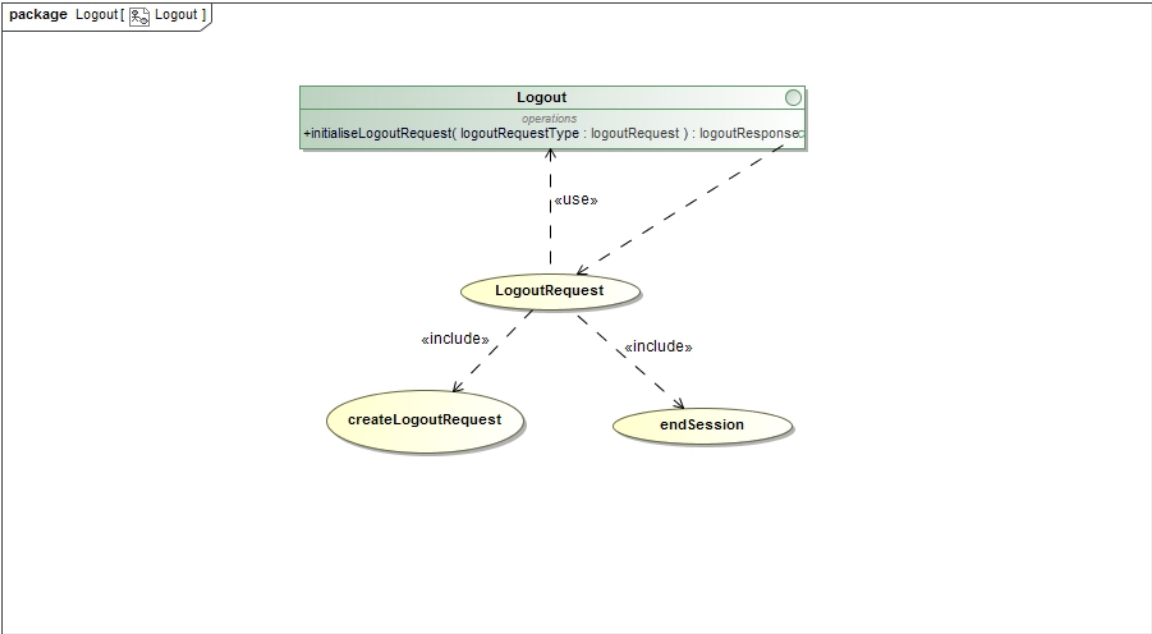 package Logout[ Logout ]
Logout
operations
+initialiseLogoutRequest( logoutRequestType : logoutRequest ) : logoutResponse
«use»
LogoutRequest
«include»
«include»
createLogoutRequest
endSession